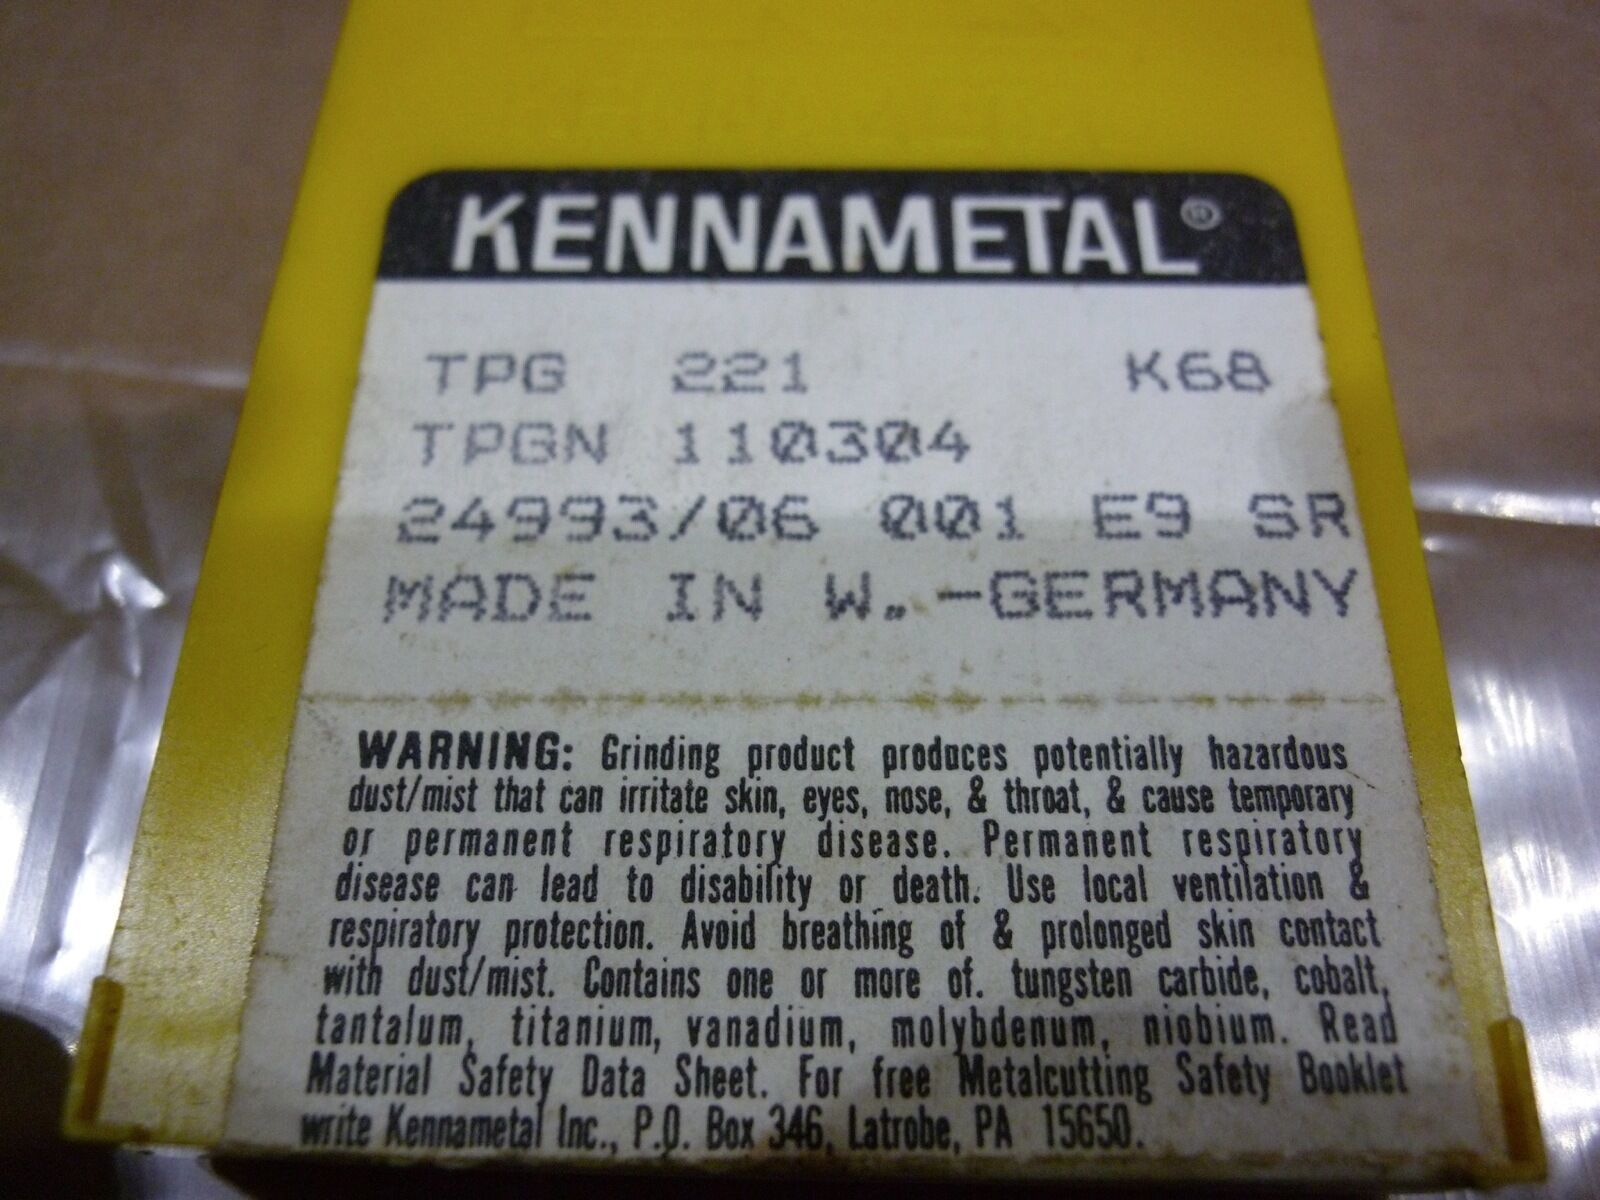 KENNAMETAL®
TPG 221 K68
TPGN 110304
24993/06 001 E9 SR
MADE IN W.-GERMANY
WARNING: Grinding product produces potentially hazardous
dust/mist that can irritate skin, eyes, nose, & throat, & cause temporary
or permanent respiratory disease. Permanent respiratory
disease can lead to disability or death. Use local ventilation &
respiratory protection. Avoid breathing of & prolonged skin contact
with dust/mist. Contains one or more of. tungsten carbide, cobalt,
tantalum, titanium, vanadium, molybdenum, niobium. Read
Material Safety Data Sheet. For free Metalcutting Safety Booklet
write Kennametal Inc., P.O. Box 346, Latrobe, PA 15650.